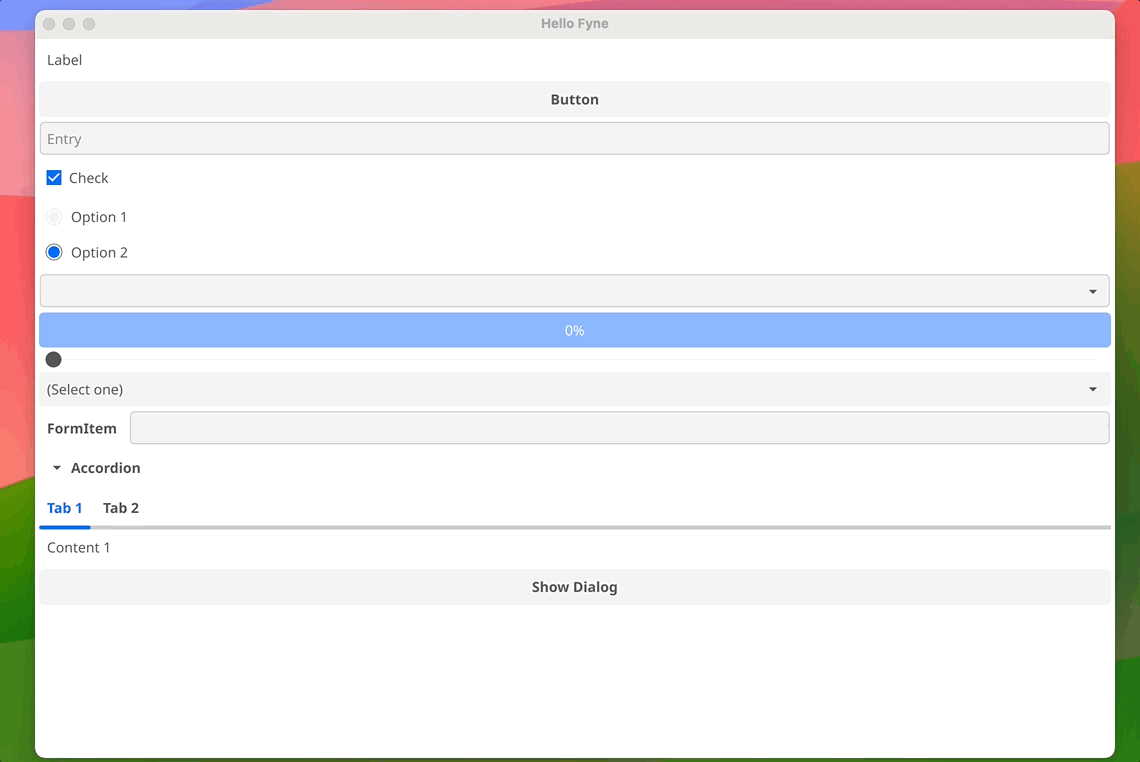 Hello Fyne
Label
Button
Entry
Check
Option 1
Option 2
0%
(Select one)
FormItem
Accordion
Tab 1 Tab 2
Content 1
Show Dialog